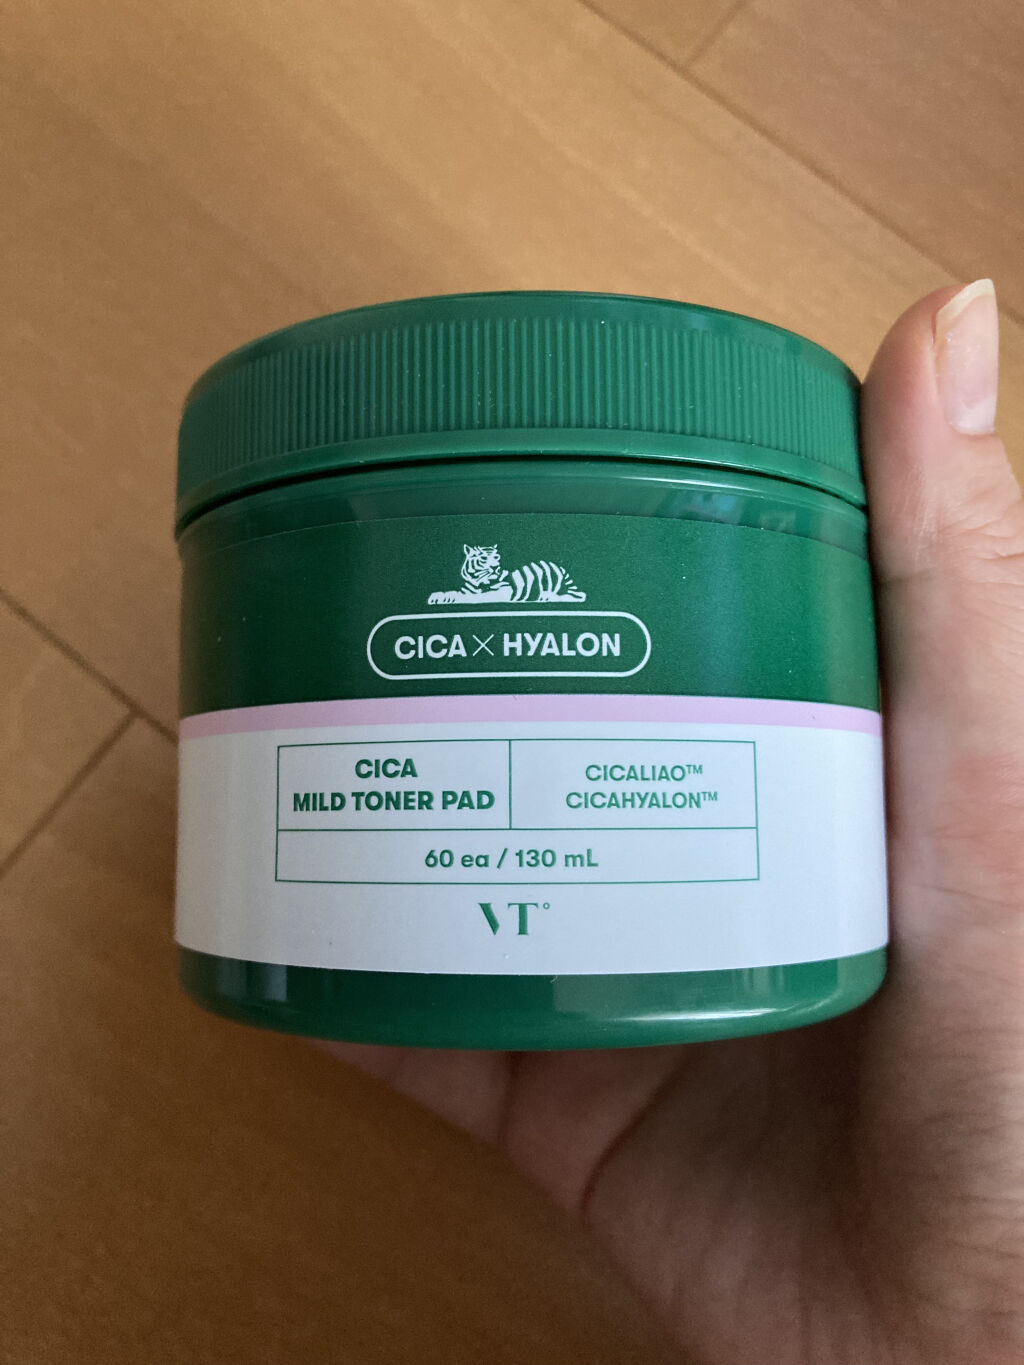 CICA × HYALON
CICA
MILD TONER PAD
CICALIAO™
CICAHYALON™
60 ea / 130 mL
VT°